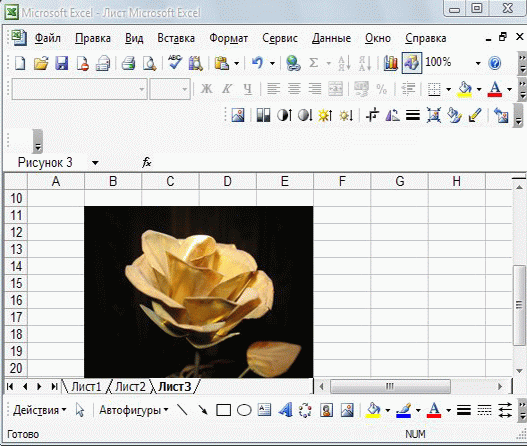 Microsoft Excel - Лист Microsoft Excel
Файл Правка Вид Вставка Формат Сервис Данные Окно Справка
100%
Ж К Ч
Рисунок 3 fx
A B C D E F G H
10
11
12
13
14
15
16
17
18
19
20
Лист1 Лист2 Лист3
Действия Автофигуры
Готово NUM